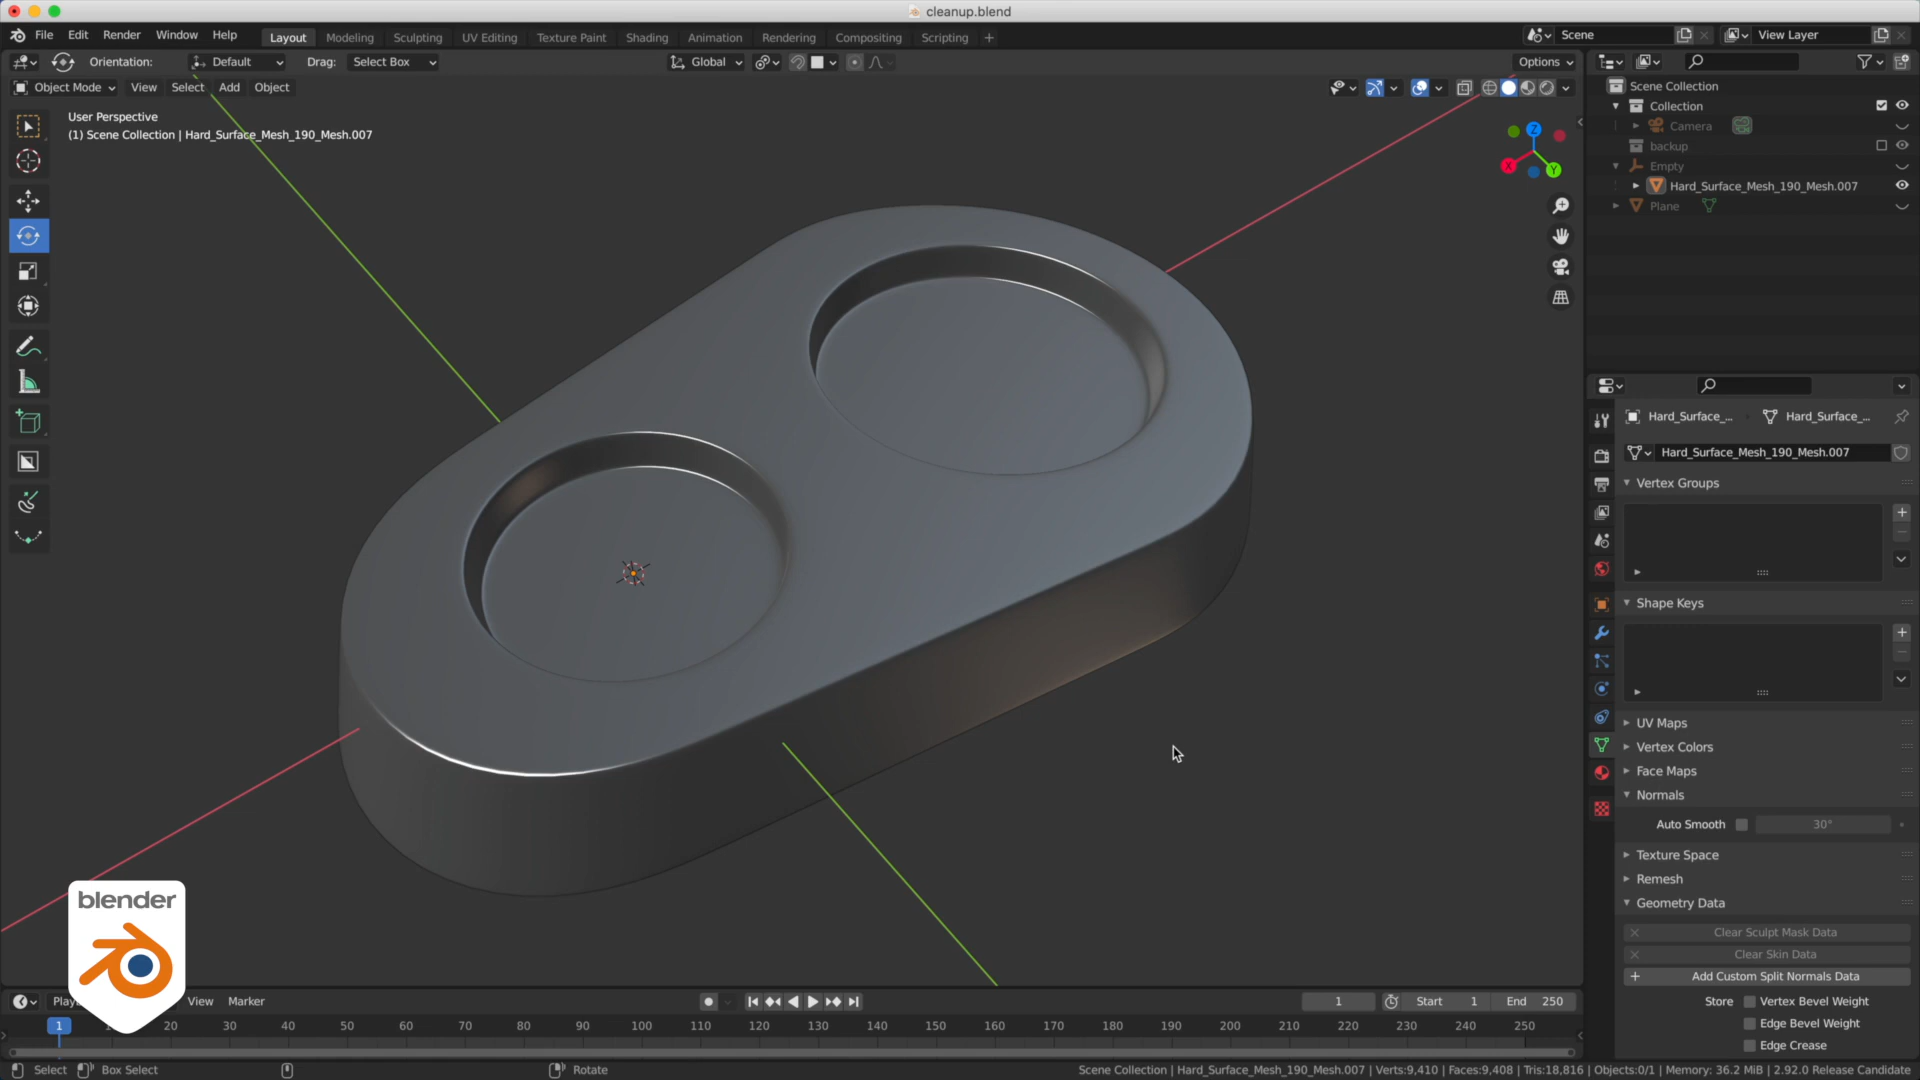 cleanup.blend
File Edit Render Window Help
Layout Modeling Sculpting UV Editing Texture Paint Shading Animation Rendering Compositing Scripting +
Scene
View Layer
Orientation: Default Drag: Select Box
Global
Options
Object Mode View Select Add Object
User Perspective
(1) Scene Collection | Hard_Surface_Mesh_190_Mesh.007
Z
X
Y
Scene Collection
Collection
Camera
backup
Empty
Hard_Surface_Mesh_190_Mesh.007
Plane
Hard_Surface_... Hard_Surface_...
Hard_Surface_Mesh_190_Mesh.007
Vertex Groups
Shape Keys
UV Maps
Vertex Colors
Face Maps
Normals
Auto Smooth 30°
Texture Space
Remesh
Geometry Data
Clear Sculpt Mask Data
Clear Skin Data
Add Custom Split Normals Data
Store Vertex Bevel Weight
Edge Bevel Weight
Edge Crease
blender
View Marker
1 Start 1 End 250
1 20 30 40 50 60 70 80 90 100 110 120 130 140 150 160 170 180 190 200 210 220 230 240 250
Select Box Select Rotate
Scene Collection | Hard_Surface_Mesh_190_Mesh.007 | Verts:9,410 | Faces:9,408 | Tris:18,816 | Objects:0/1 | Memory: 36.2 MiB | 2.92.0 Release Candidate